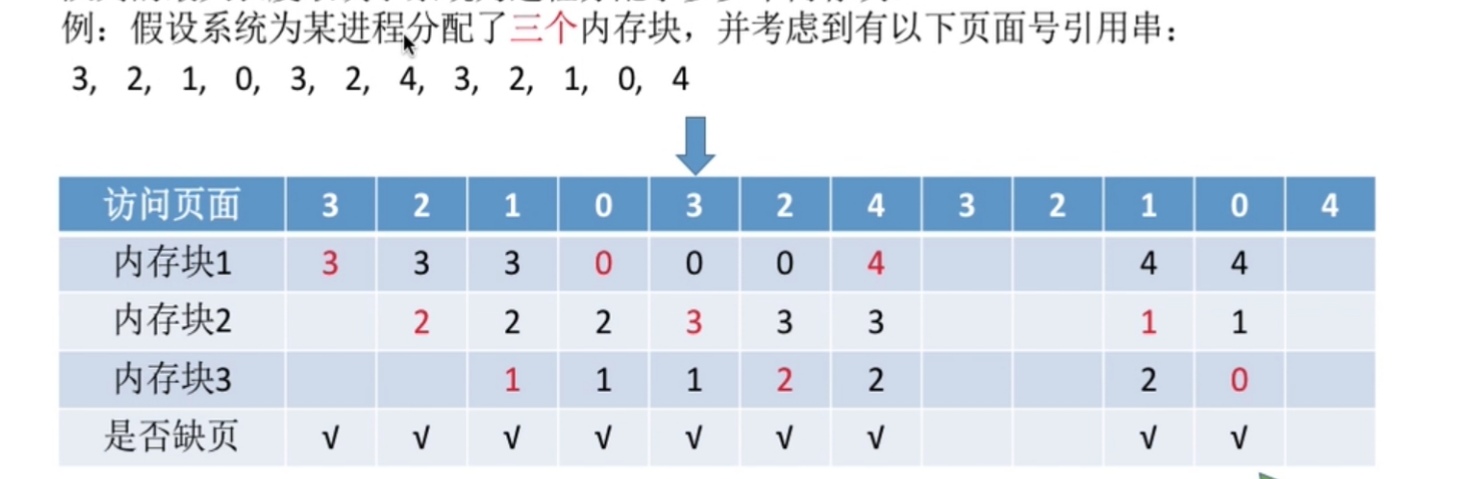 例：假设系统为某进程分配了三个内存块，并考虑到有以下页面号引用串：
3, 2, 1, 0, 3, 2, 4, 3, 2, 1, 0, 4
访问页面 3 2 1 0 3 2 4 3 2 1 0 4
内存块1 3 3 3 0 0 0 4 4 4
内存块2 2 2 2 3 3 3 1 1
内存块3 1 1 1 2 2 2 0
是否缺页 √ √ √ √ √ √ √ √ √